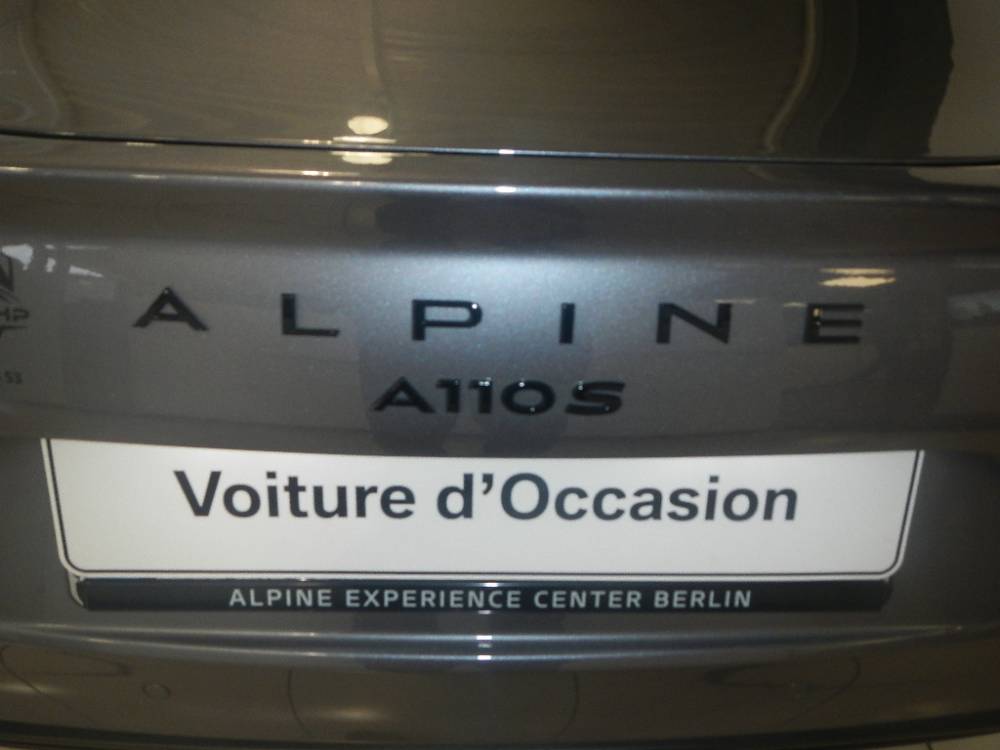 ALPINE
A110S
Voiture d'Occasion
ALPINE EXPERIENCE CENTER BERLIN